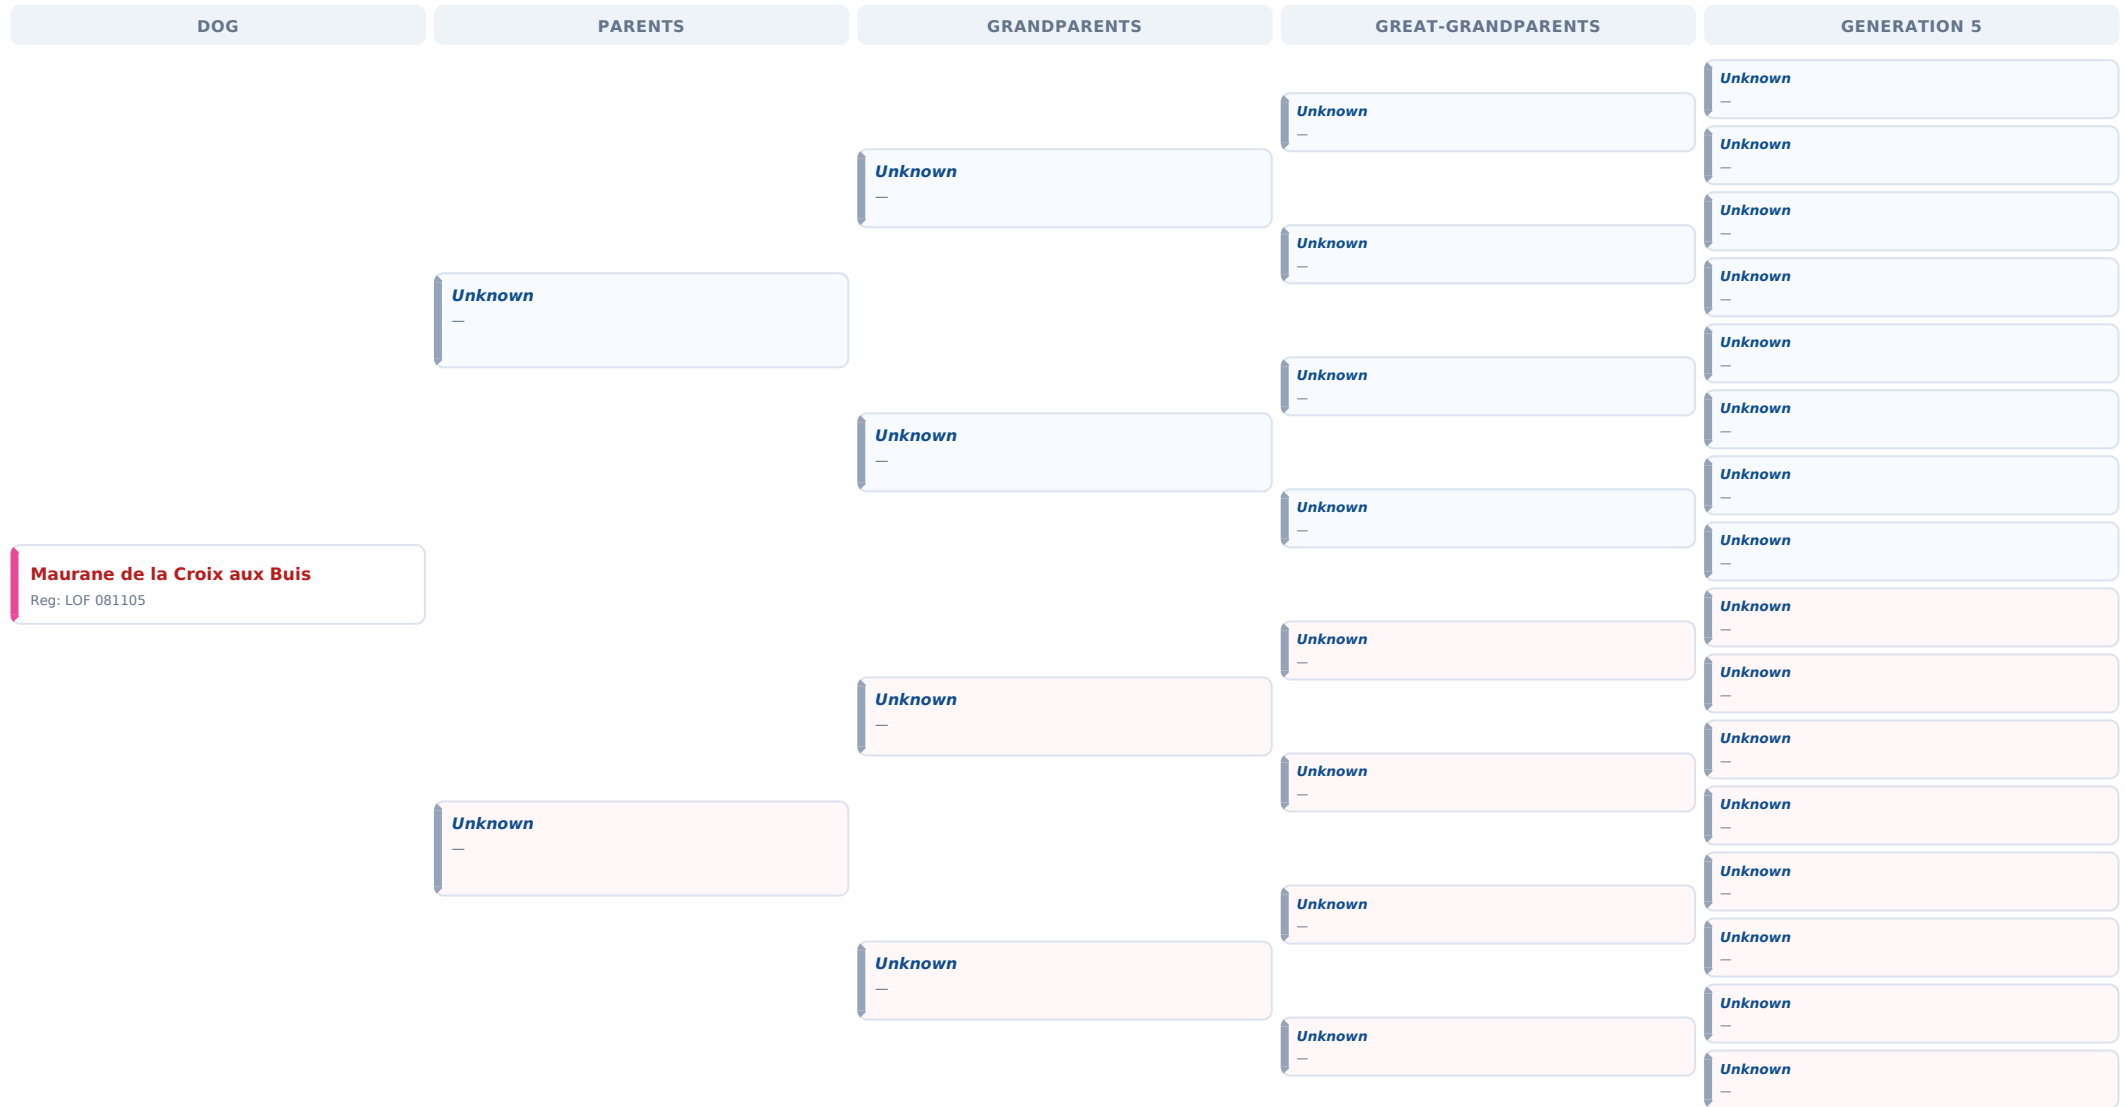 DOG
PARENTS
GRANDPARENTS
GREAT-GRANDPARENTS
GENERATION 5
Maurane de la Croix aux Buis
Reg: LOF 081105
Unknown
—
Unknown
—
Unknown
—
Unknown
—
Unknown
—
Unknown
—
Unknown
—
Unknown
—
Unknown
—
Unknown
—
Unknown
—
Unknown
—
Unknown
—
Unknown
—
Unknown
—
Unknown
—
Unknown
—
Unknown
—
Unknown
—
Unknown
—
Unknown
—
Unknown
—
Unknown
—
Unknown
—
Unknown
—
Unknown
—
Unknown
—
Unknown
—
Unknown
—
Unknown
—